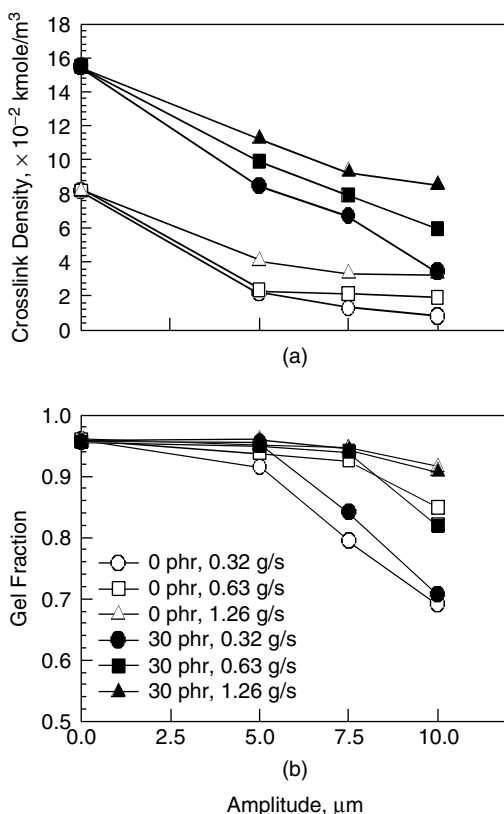 Crosslink Density, × 10⁻² kmole/m³
18
16
14
12
10
8
6
4
2
0
(a)
Gel Fraction
1.0
0.9
0.8
0.7
0.6
0.5
0 phr, 0.32 g/s
0 phr, 0.63 g/s
0 phr, 1.26 g/s
30 phr, 0.32 g/s
30 phr, 0.63 g/s
30 phr, 1.26 g/s
0.0 2.5 5.0 7.5 10.0
(b)
Amplitude, μm